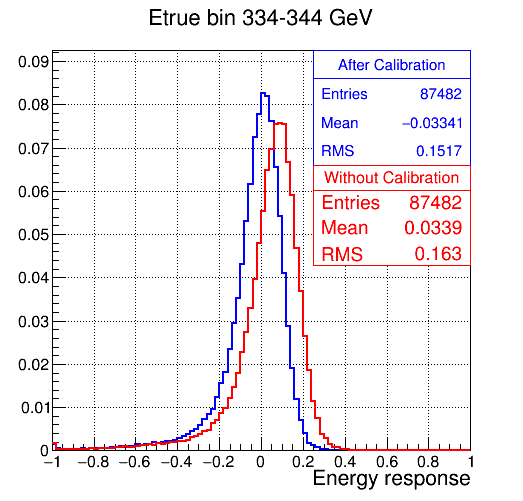 Etrue bin 334-344 GeV
After Calibration
Entries 87482
Mean −0.03341
RMS 0.1517
Without Calibration
Entries 87482
Mean 0.0339
RMS 0.163
0.09
0.08
0.07
0.06
0.05
0.04
0.03
0.02
0.01
0
−1 −0.8 −0.6 −0.4 −0.2 0 0.2 0.4 0.6 0.8 1
Energy response